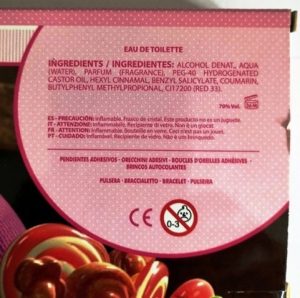 EAU DE TOILETTE
INGREDIENTS / INGREDIENTES: ALCOHOL DENAT., AQUA
(WATER), PARFUM (FRAGRANCE), PEG-40 HYDROGENATED
CASTOR OIL, HEXYL CINNAMAL, BENZYL SALICYLATE, COUMARIN,
BUTYLPHENYL METHYLPROPIONAL, CI17200 (RED 33).
70% Vol.
ES - PRECAUCIÓN: Inflamable. Frasco de cristal. Este producto no es un juguete.
IT - ATTENZIONE: Infiammabile. Recipiente di vetro. Non è un giocattolo!
FR - ATTENTION: Inflammable. Bouteille en verre. C'est n'est pas un jouet!
PT - ATENÇÃO: Inflamável. Recipiente de vidro. Não é um brinquedo!
PENDIENTES ADHESIVOS - ORECCHINI ADESIVI - BOUCLES D'OREILLES ADHÉSIVES -
BRINCOS AUTOCOLANTES
PULSERA - BRACCIALETTO - BRACELET - PULSEIRA
CE
0-3